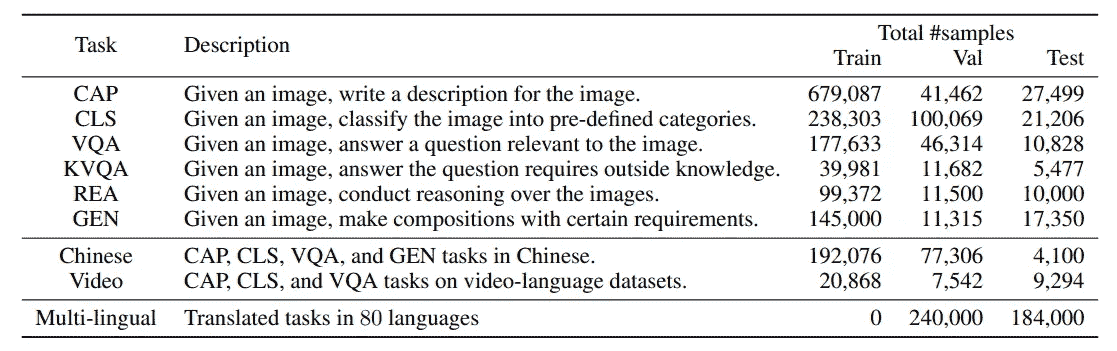 Task Description Total #samples
Train Val Test
CAP Given an image, write a description for the image. 679,087 41,462 27,499
CLS Given an image, classify the image into pre-defined categories. 238,303 100,069 21,206
VQA Given an image, answer a question relevant to the image. 177,633 46,314 10,828
KVQA Given an image, answer the question requires outside knowledge. 39,981 11,682 5,477
REA Given an image, conduct reasoning over the images. 99,372 11,500 10,000
GEN Given an image, make compositions with certain requirements. 145,000 11,315 17,350
Chinese CAP, CLS, VQA, and GEN tasks in Chinese. 192,076 77,306 4,100
Video CAP, CLS, and VQA tasks on video-language datasets. 20,868 7,542 9,294
Multi-lingual Translated tasks in 80 languages 0 240,000 184,000